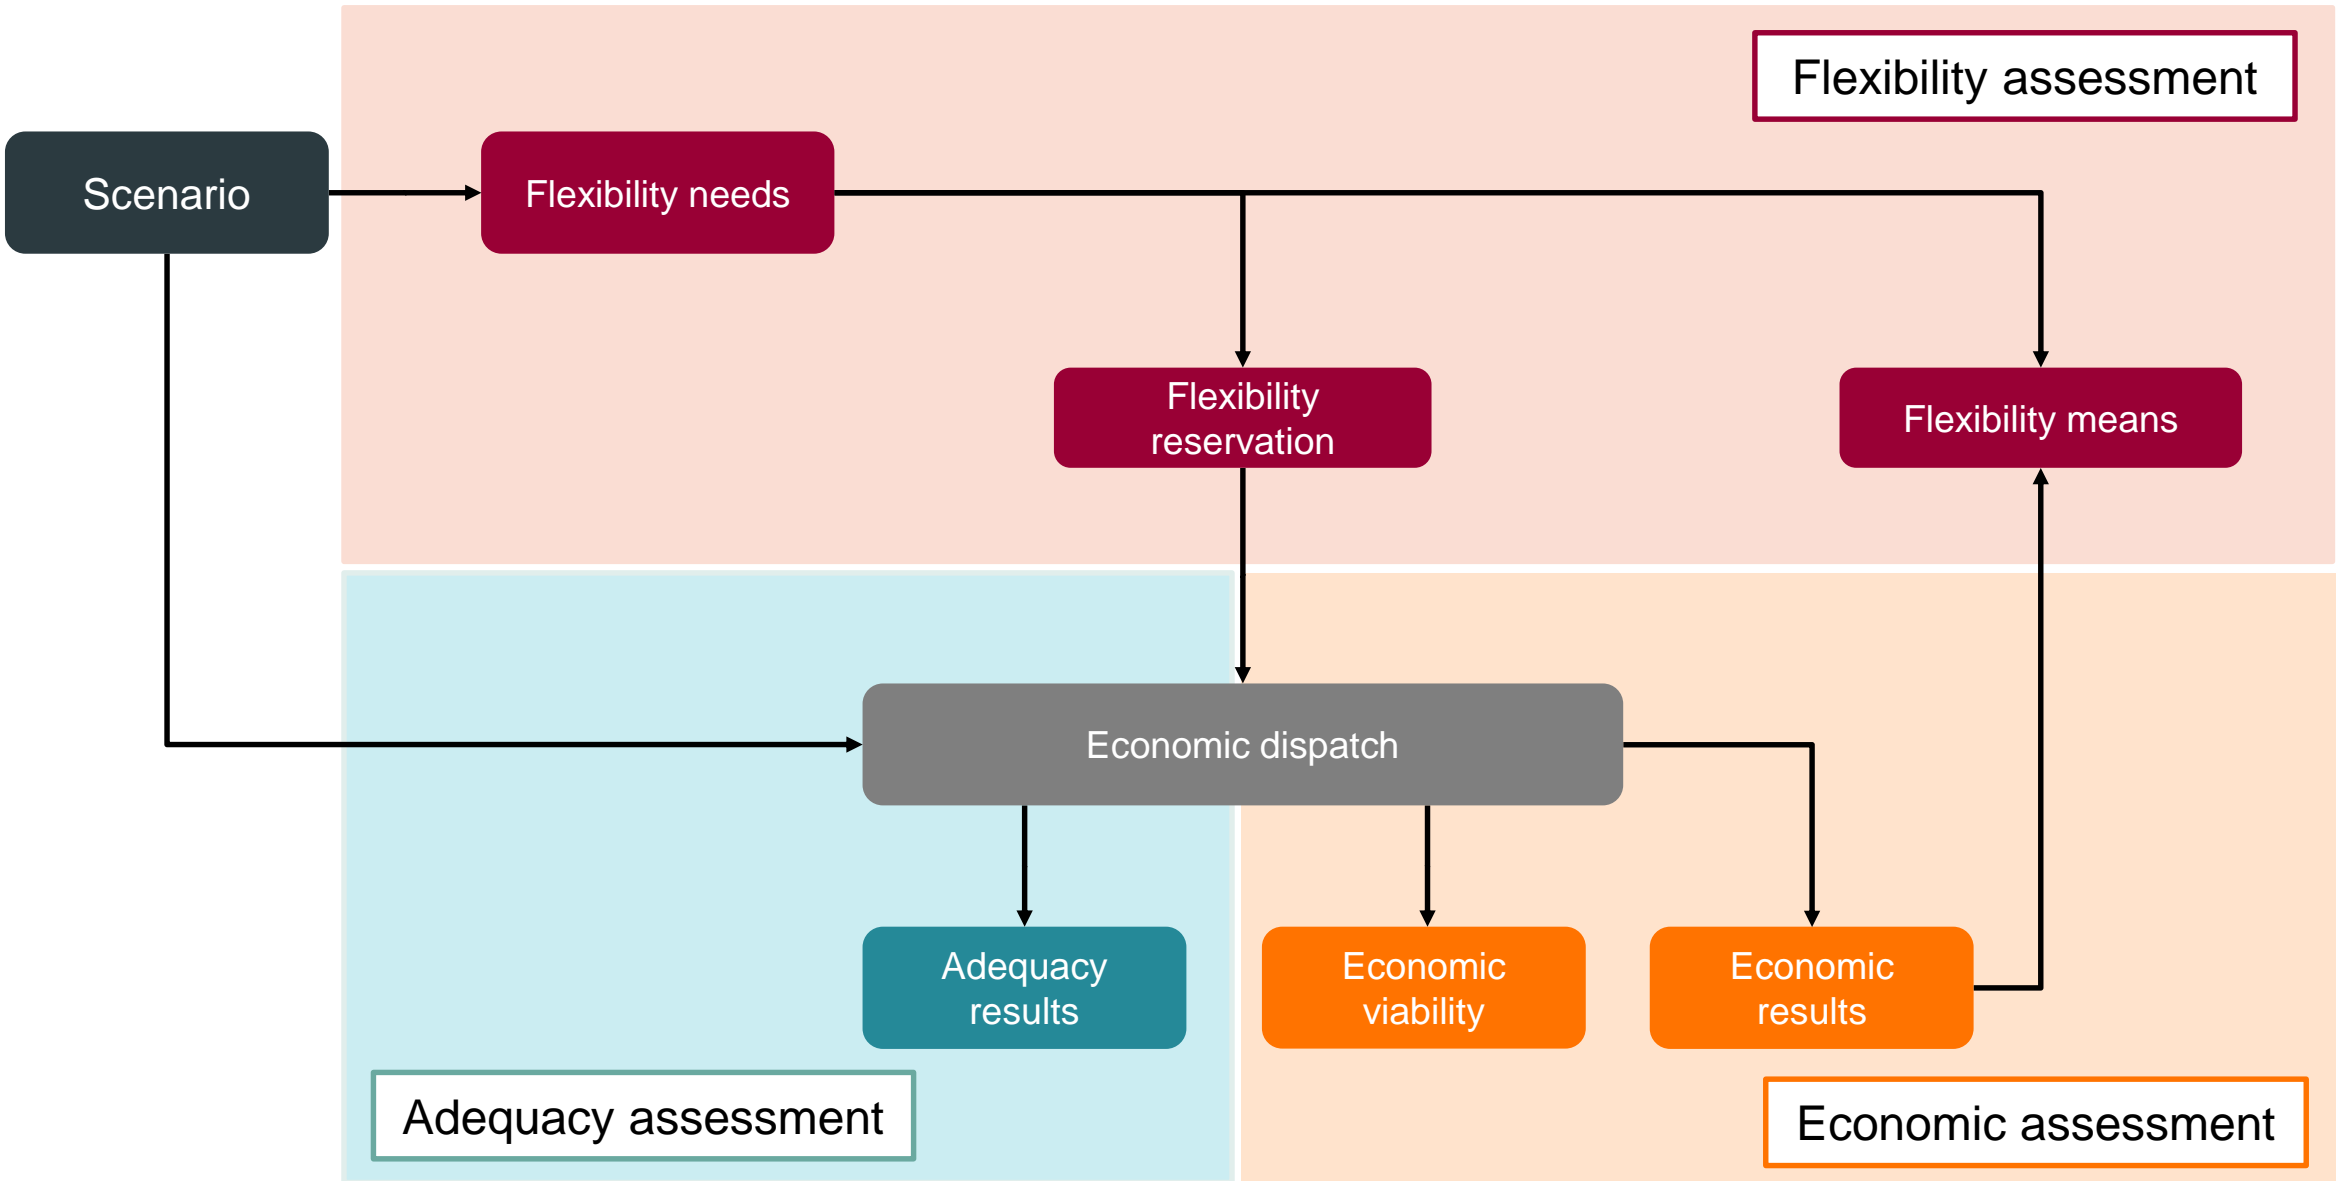 Flexibility assessment
Scenario
Flexibility needs
Flexibility
reservation
Flexibility means
Economic dispatch
Adequacy
results
Economic
viability
Economic
results
Adequacy assessment
Economic assessment